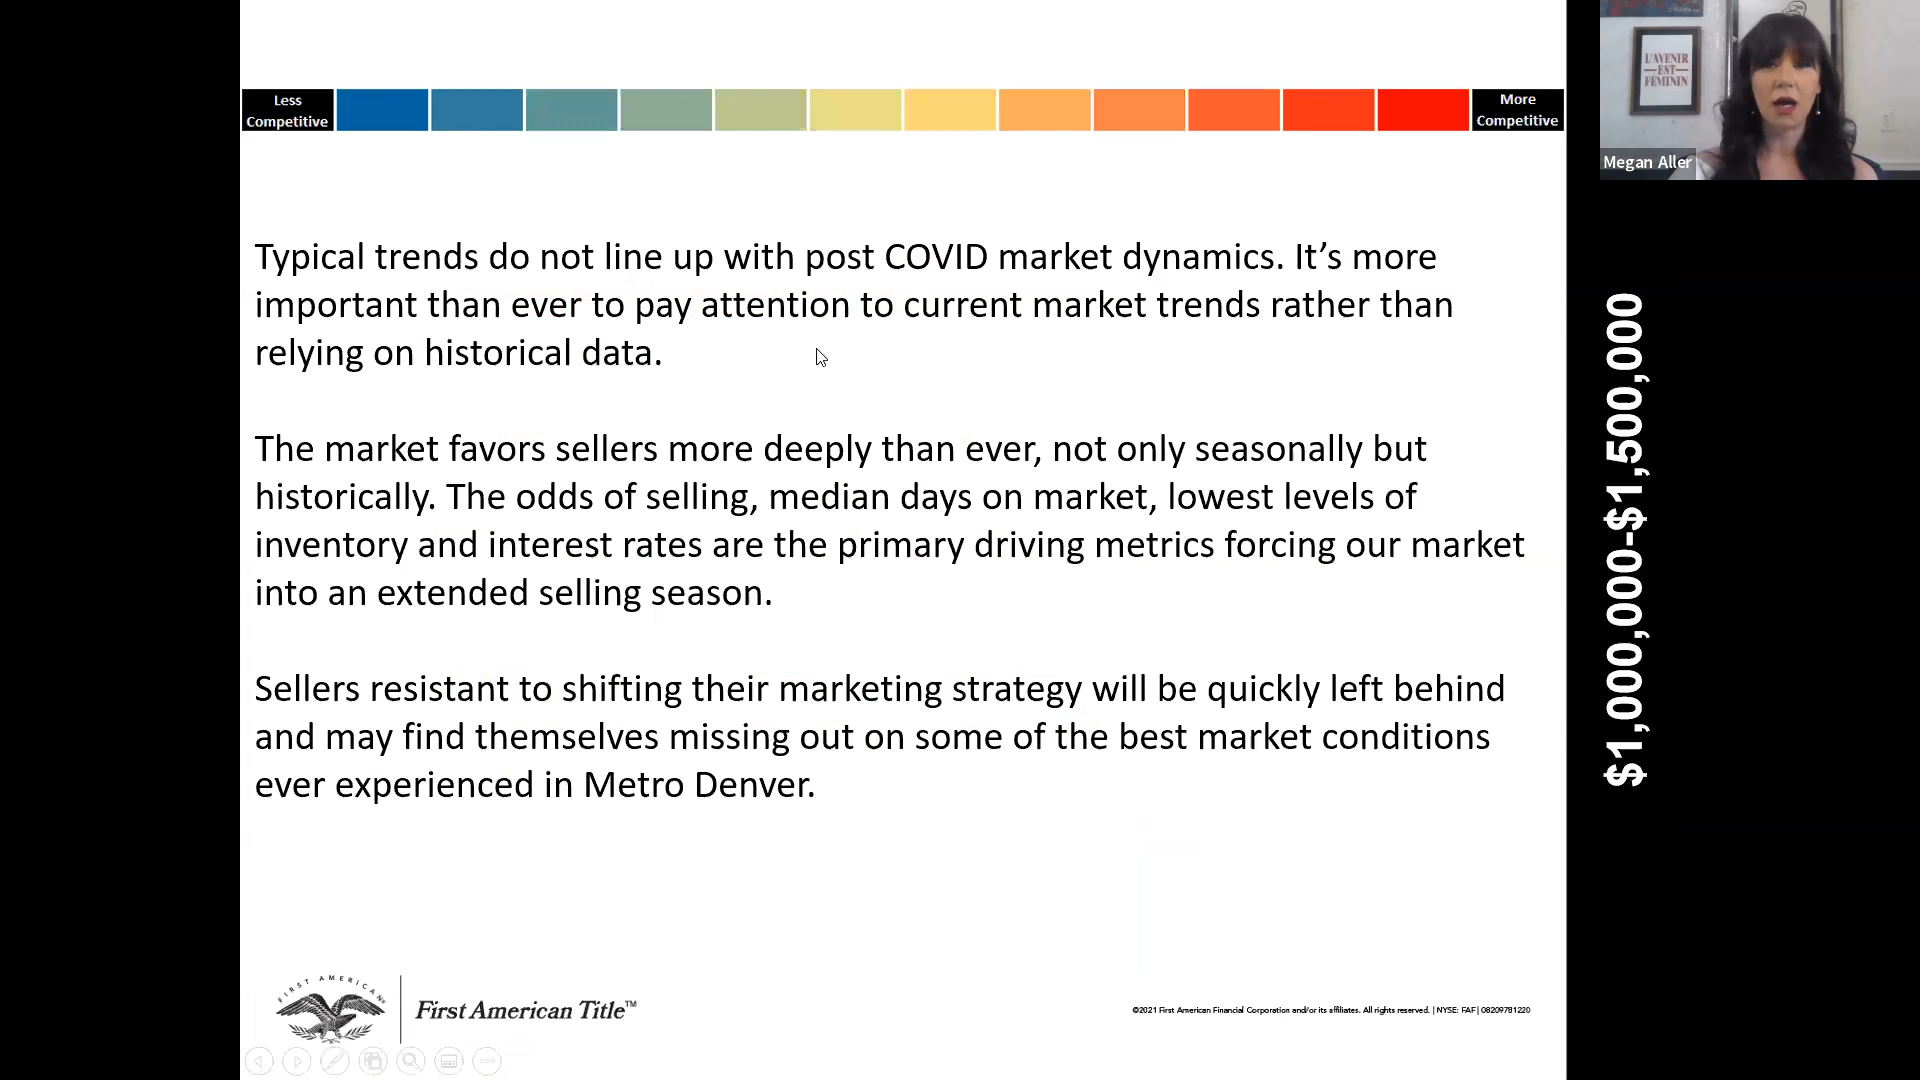 Less
Competitive
More
Competitive
Typical trends do not line up with post COVID market dynamics. It’s more
important than ever to pay attention to current market trends rather than
relying on historical data.
The market favors sellers more deeply than ever, not only seasonally but
historically. The odds of selling, median days on market, lowest levels of
inventory and interest rates are the primary driving metrics forcing our market
into an extended selling season.
Sellers resistant to shifting their marketing strategy will be quickly left behind
and may find themselves missing out on some of the best market conditions
ever experienced in Metro Denver.
FIRST AMERICAN
First American Title™
©2021 First American Financial Corporation and/or its affiliates. All rights reserved. | NYSE: FAF | 08209781220
L'AVENIR
EST
FÉMININ
Megan Aller
$1,000,000-$1,500,000